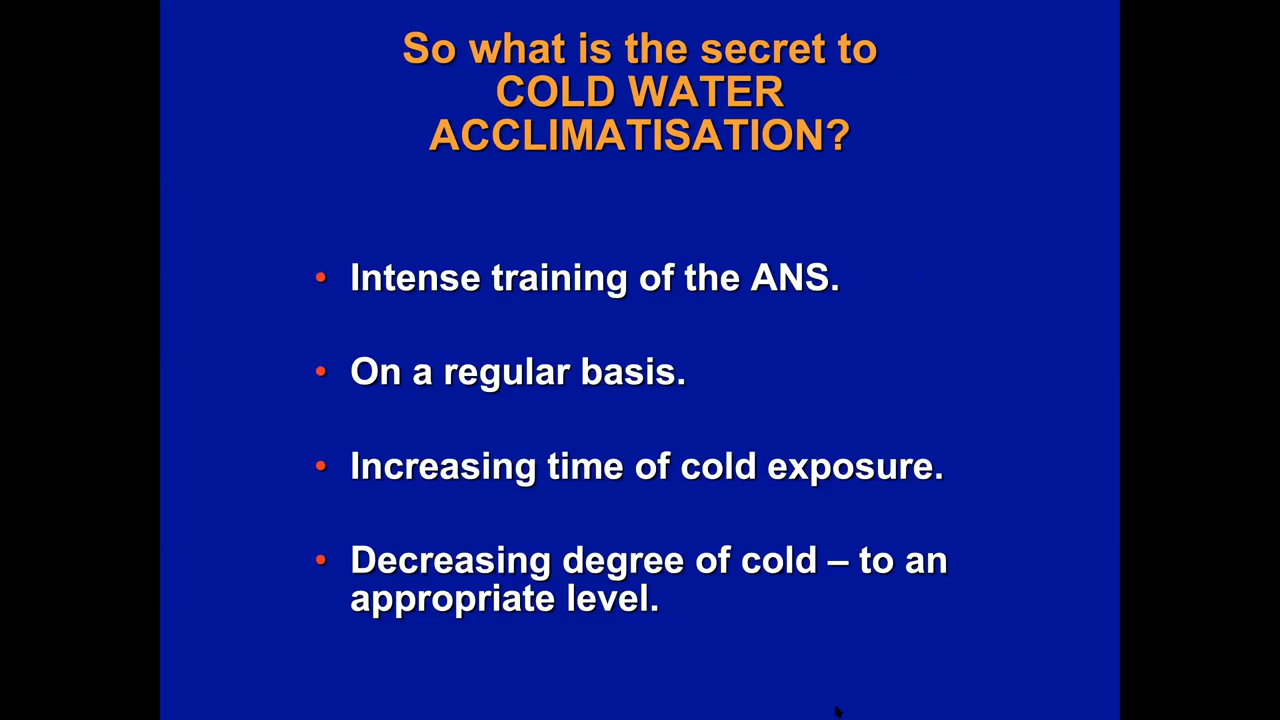 So what is the secret to
COLD WATER
ACCLIMATISATION?
• Intense training of the ANS.
• On a regular basis.
• Increasing time of cold exposure.
• Decreasing degree of cold – to an
appropriate level.